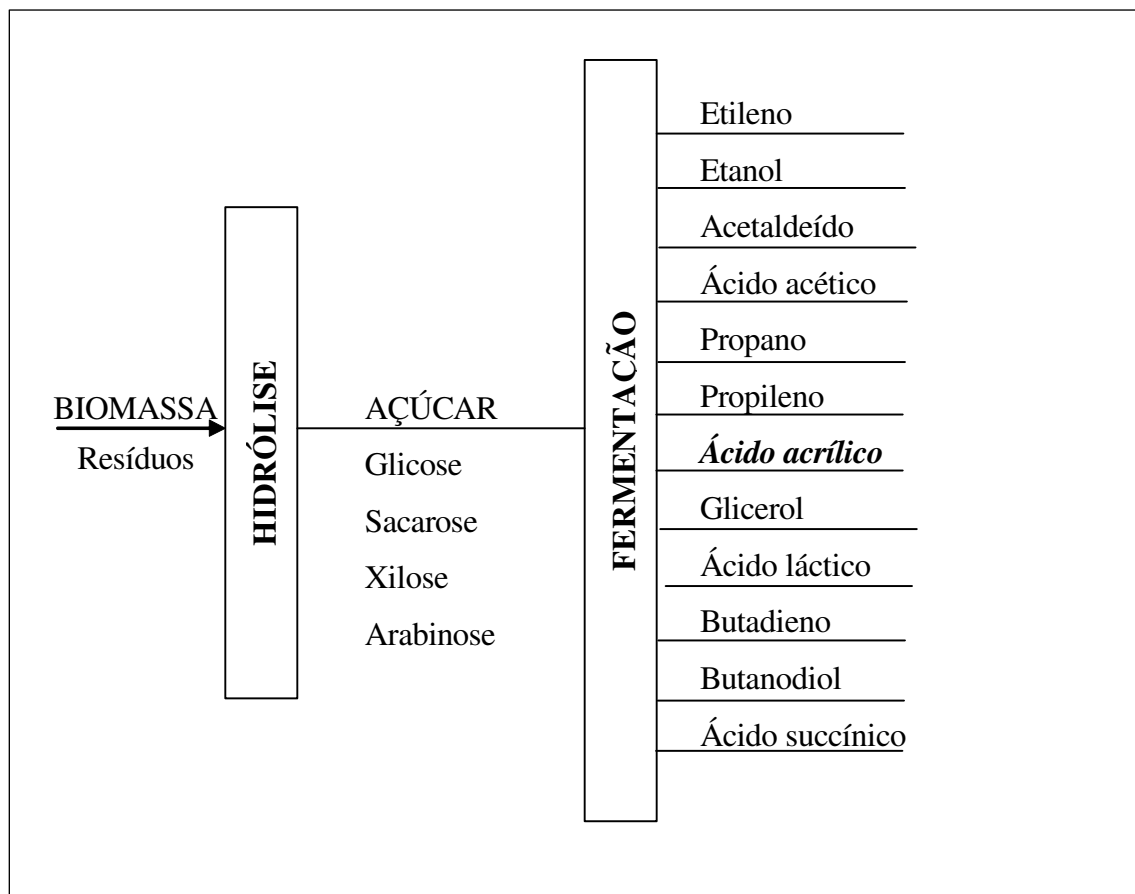 BIOMASSA
Resíduos
HIDRÓLISE
AÇÚCAR
Glicose
Sacarose
Xilose
Arabinose
FERMENTAÇÃO
Etileno
Etanol
Acetaldeído
Ácido acético
Propano
Propileno
Ácido acrílico
Glicerol
Ácido láctico
Butadieno
Butanodiol
Ácido succínico